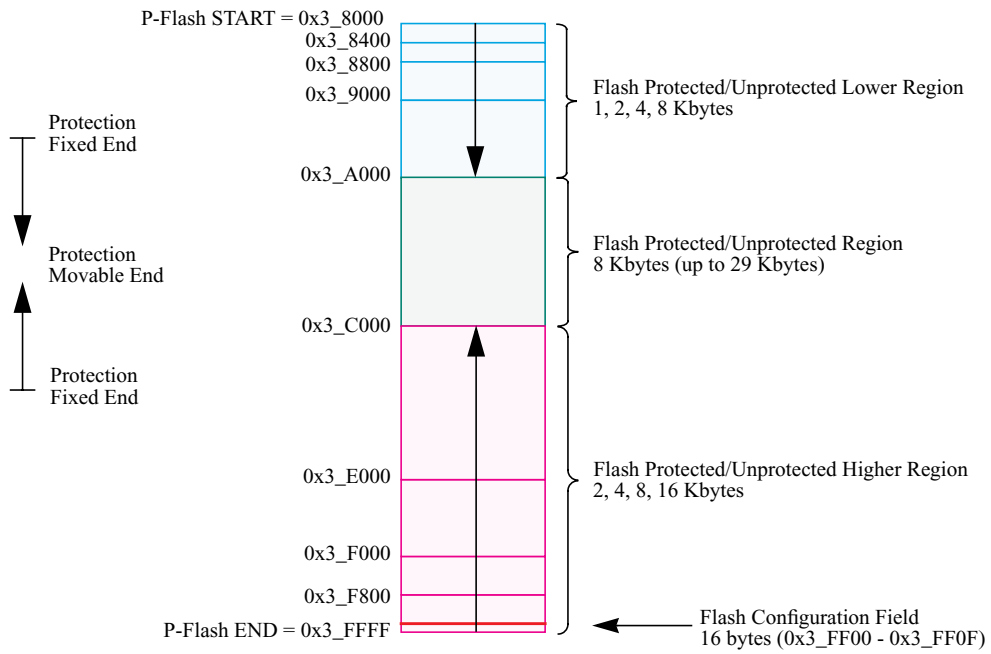 P-Flash START = 0x3_8000
0x3_8400
0x3_8800
0x3_9000
0x3_A000
0x3_C000
0x3_E000
0x3_F000
0x3_F800
P-Flash END = 0x3_FFFF
Protection
Fixed End
Protection
Movable End
Protection
Fixed End
Flash Protected/Unprotected Lower Region
1, 2, 4, 8 Kbytes
Flash Protected/Unprotected Region
8 Kbytes (up to 29 Kbytes)
Flash Protected/Unprotected Higher Region
2, 4, 8, 16 Kbytes
Flash Configuration Field
16 bytes (0x3_FF00 - 0x3_FF0F)